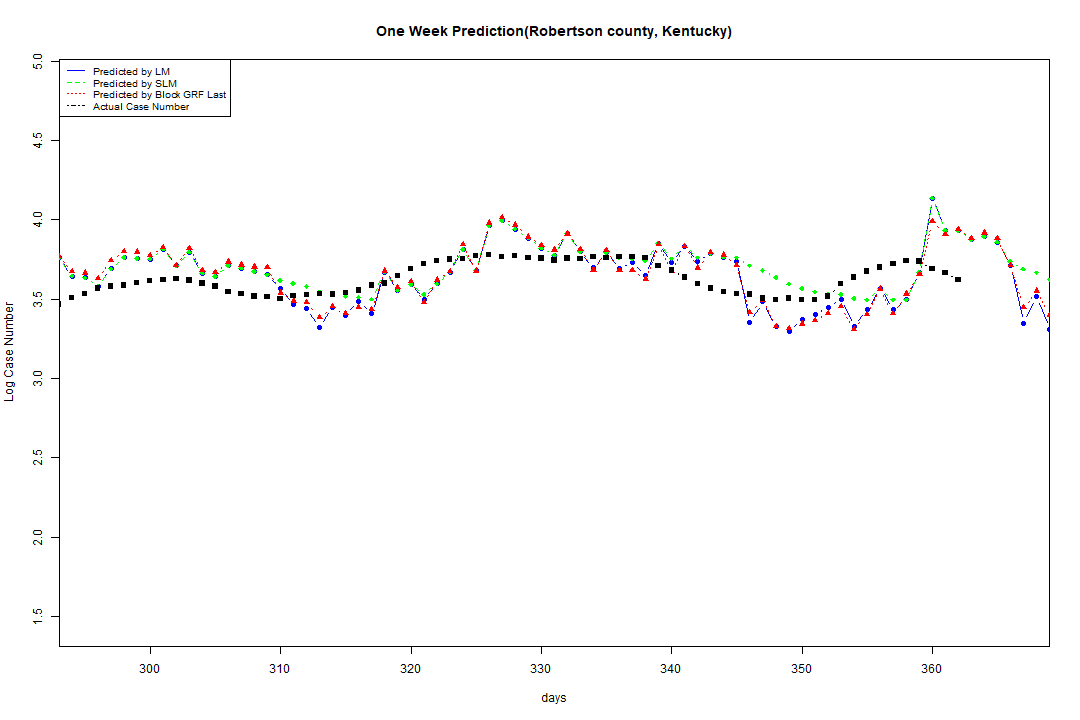 One Week Prediction(Robertson county, Kentucky)
Predicted by LM
Predicted by SLM
Predicted by Block GRF Last
Actual Case Number
Log Case Number
5.0
4.5
4.0
3.5
3.0
2.5
2.0
1.5
300 310 320 330 340 350 360
days